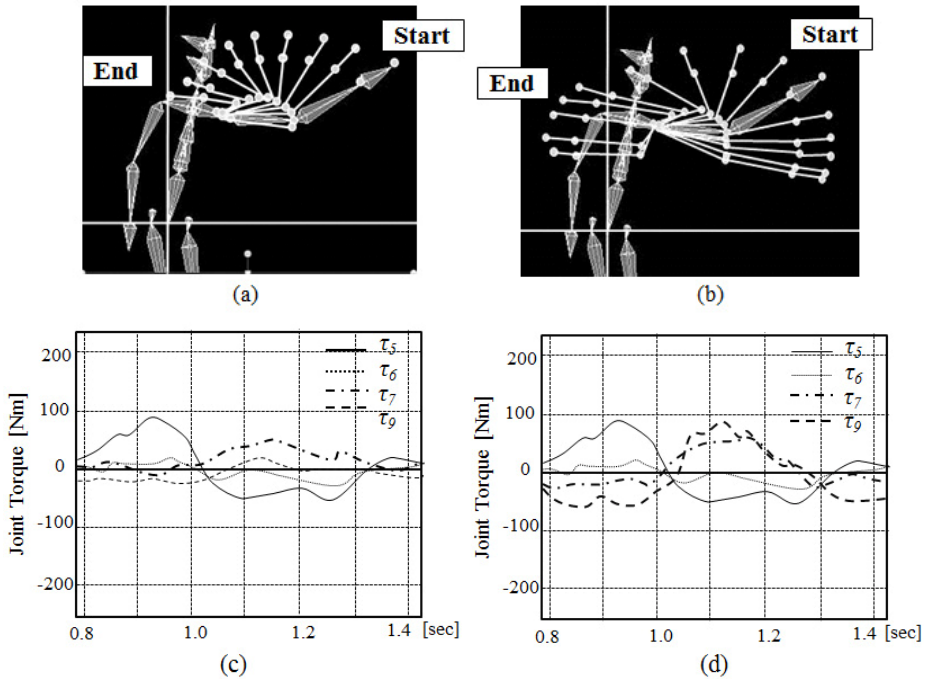 Start
End
(a)
Start
End
(b)
Joint Torque [Nm]
200
100
0
-100
-200
τ5
τ6
τ7
τ9
0.8 1.0 1.2 1.4 [sec]
(c)
Joint Torque [Nm]
200
100
0
-100
-200
τ5
τ6
τ7
τ9
0.8 1.0 1.2 1.4 [sec]
(d)